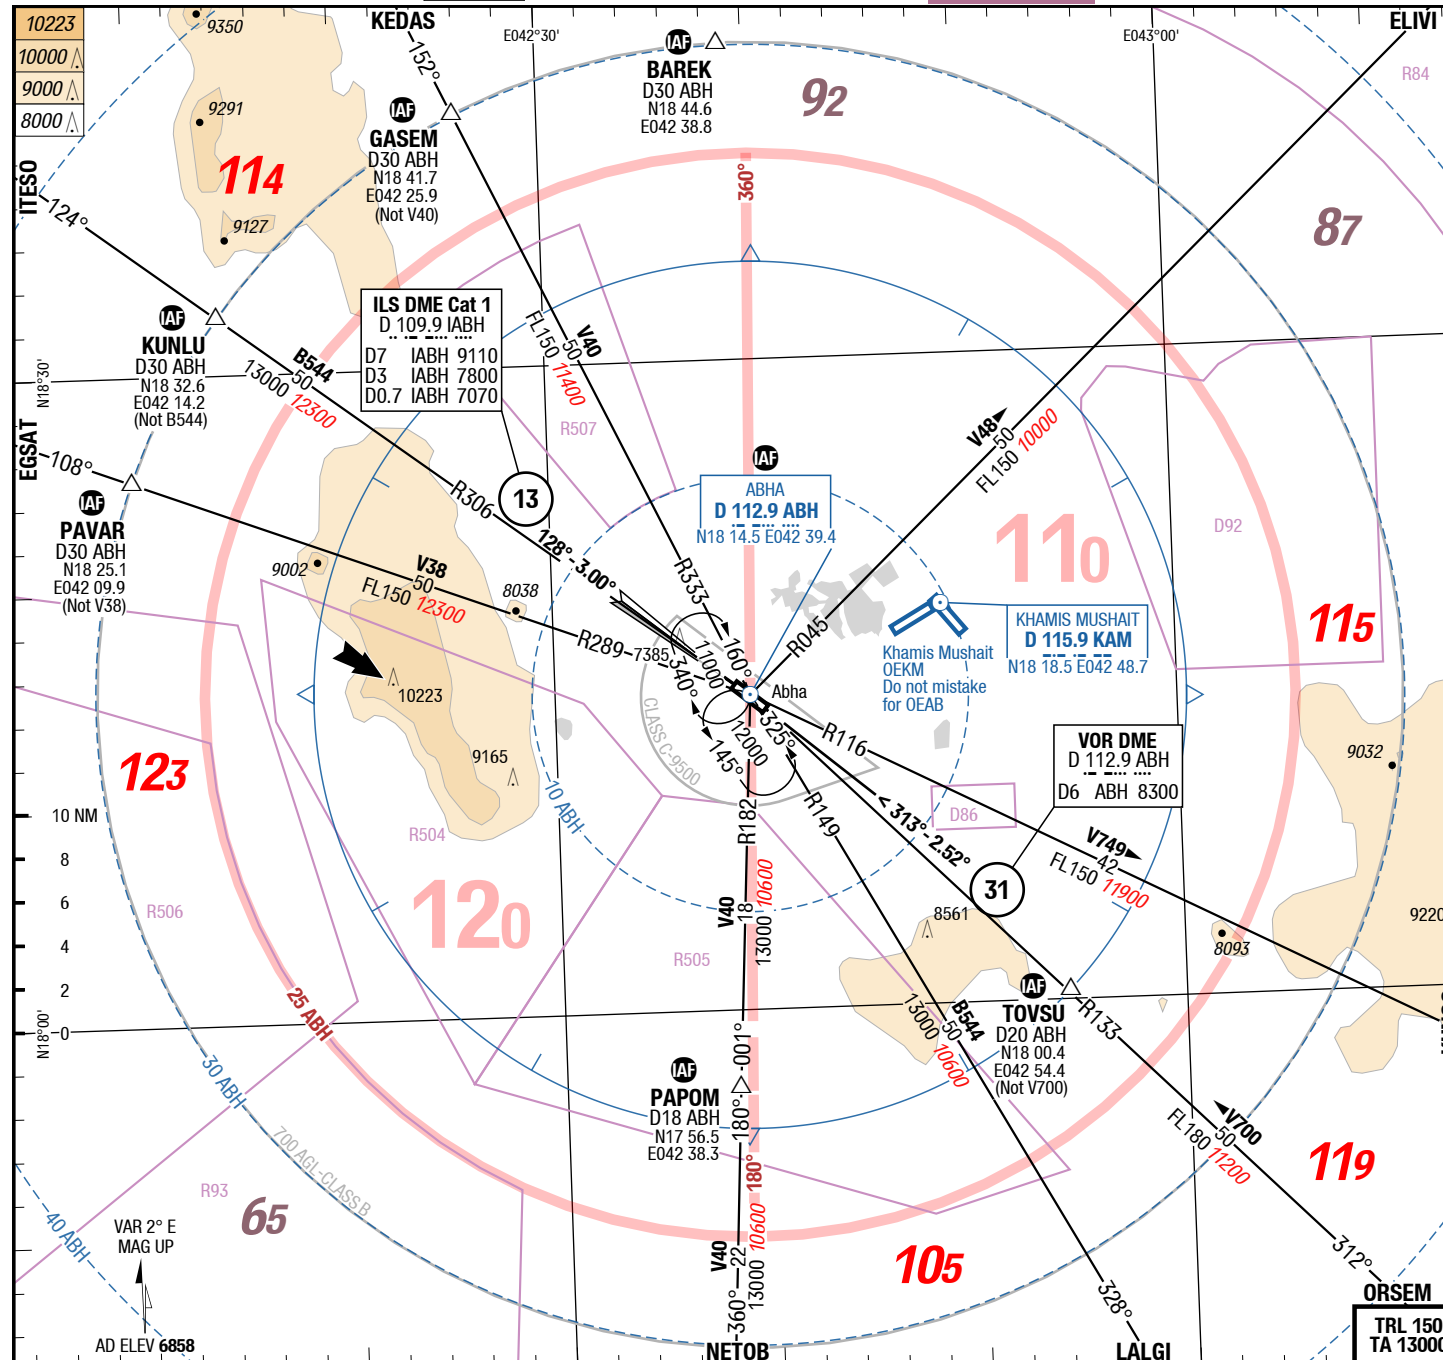 10223
10000
9000
8000
9350
KEDAS
152°
E042°30'
IAF
BAREK
D30 ABH
N18 44.6
E042 38.8
92
E043°00'
ELIVI
R84
9291
114
9127
IAF
GASEM
D30 ABH
N18 41.7
E042 25.9
(Not V40)
360°
87
ITESO
124°
IAF
KUNLU
D30 ABH
N18 32.6
E042 14.2
(Not B544)
ILS DME Cat 1
D 109.9 IABH
D7 IABH 9110
D3 IABH 7800
D0.7 IABH 7070
V40
50
FL150 11400
B544
50
13000 12300
N18°30'
R507
V48
50
FL150 10000
EGSAT
108°
IAF
PAVAR
D30 ABH
N18 25.1
E042 09.9
(Not V38)
R306
13
IAF
ABHA
D 112.9 ABH
N18 14.5 E042 39.4
110
D92
128° - 3.00°
9002
V38
50
FL150 12300
8038
R333
R289
7385
R045
Khamis Mushait
OEKM
Do not mistake
for OEAB
KHAMIS MUSHAIT
D 115.9 KAM
N18 18.5 E042 48.7
115
10223
11000
160°
340°
Abha
CLASS C-9500
12000
325°
145°
R116
VOR DME
D 112.9 ABH
D6 ABH 8300
9032
123
9165
10 ABH
R182
R149
< 313° - 2.52°
D86
V749
42
FL150 11900
10 NM
8
6
4
2
0
R504
120
R506
V40
18
13000 10600
31
8561
9220
8093
R505
IAF
TOVSU
D20 ABH
N18 00.4
E042 54.4
(Not V700)
R133
B544
50
13000 10600
25 ABH
N18°00'
001°
IAF
PAPOM
D18 ABH
N17 56.5
E042 38.3
180°
180°
30 ABH
700 AGL-CLASS B
V700
50
FL180 11200
119
R93
65
40 ABH
VAR 2° E
MAG UP
AD ELEV 6858
V40
22
13000 10600
360°
NETOB
105
328°
LALGI
312°
ORSEM
TRL 150
TA 13000